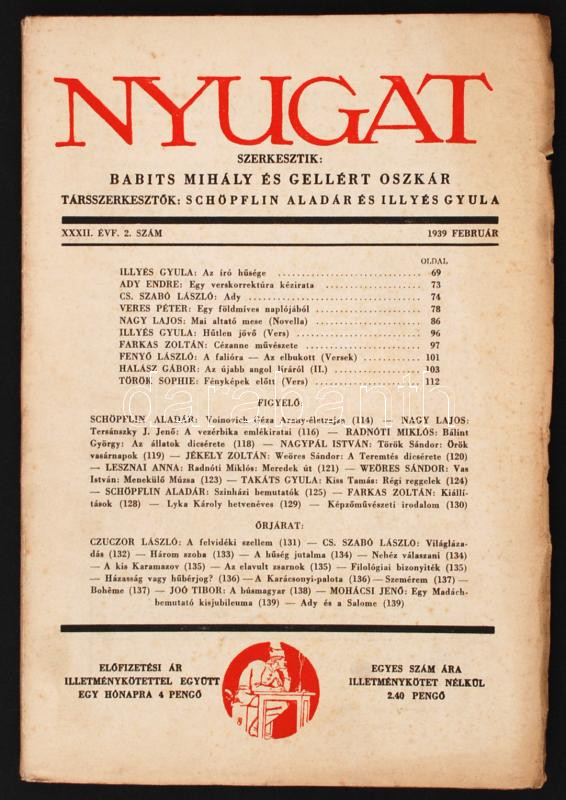 NYUGAT
SZERKESZTIK:
BABITS MIHÁLY ÉS GELLÉRT OSZKÁR
TÁRSSZERKESZTŐK: SCHÖPFLIN ALADÁR ÉS ILLYÉS GYULA
XXXII. ÉVF. 2. SZÁM 1939 FEBRUÁR
OLDAL
ILLYÉS GYULA: Az író hűsége 69
ADY ENDRE: Egy verskorrektúra kézirata 73
CS. SZABÓ LÁSZLÓ: Ady 74
VERES PÉTER: Egy földmíves naplójából 78
NAGY LAJOS: Mai altató mese (Novella) 86
ILLYÉS GYULA: Hűtlen jövő (Vers) 96
FARKAS ZOLTÁN: Cézanne művészete 97
FENYŐ LÁSZLÓ: A falióra — Az elbukott (Versek) 101
HALÁSZ GÁBOR: Az újabb angol líráról (II.) 103
TÖRÖK SOPHIE: Fényképek előtt (Vers) 112
FIGYELŐ:
SCHÖPFLIN ALADÁR: Voinovich Géza Arany-életrajza (114) — NAGY LAJOS:
Tersánszky J. Jenő: A vezérbika emlékiratai (116) — RADNÓTI MIKLÓS: Bálint
György: Az állatok dicsérete (118) — NAGYPÁL ISTVÁN: Török Sándor: Örök
vasárnapok (119) — JÉKELY ZOLTÁN: Weöres Sándor: A Teremtés dicsérete (120)
— LESZNAI ANNA: Radnóti Miklós: Meredek út (121) — WEÖRES SÁNDOR: Vas
István: Menekülő Múzsa (123) — TAKÁTS GYULA: Kiss Tamás: Régi reggelek (124)
— SCHÖPFLIN ALADÁR: Színházi bemutatók (125) — FARKAS ZOLTÁN: Kiállí-
tások (128) — Lyka Károly hetvenéves (129) — Képzőművészeti irodalom (130)
ŐRJÁRAT:
CZUCZOR LÁSZLÓ: A felvidéki szellem (131) — CS. SZABÓ LÁSZLÓ: Világláza-
dás (132) — Három szoba (133) — A hűség jutalma (134) — Nehéz válaszani (134)
— A kis Karamazov (135) — Az elavult zsarnok (135) — Filológiai bizonyíték (135)
— Házasság vagy hűbérjog? (136) — A Karácsonyi-palota (136) — Szemérem (137) —
Bohême (137) — JOÓ TIBOR: A búsmagyar (138) — MOHÁCSI JENŐ: Egy Madách-
bemutató kisjubileuma (139) — Ady és a Salome (139)
ELŐFIZETÉSI ÁR
ILLETMÉNYKÖTETTEL EGYÜTT
EGY HÓNAPRA 4 PENGŐ
EGYES SZÁM ÁRA
ILLETMÉNYKÖTET NÉLKÜL
2.40 PENGŐ
darabanth